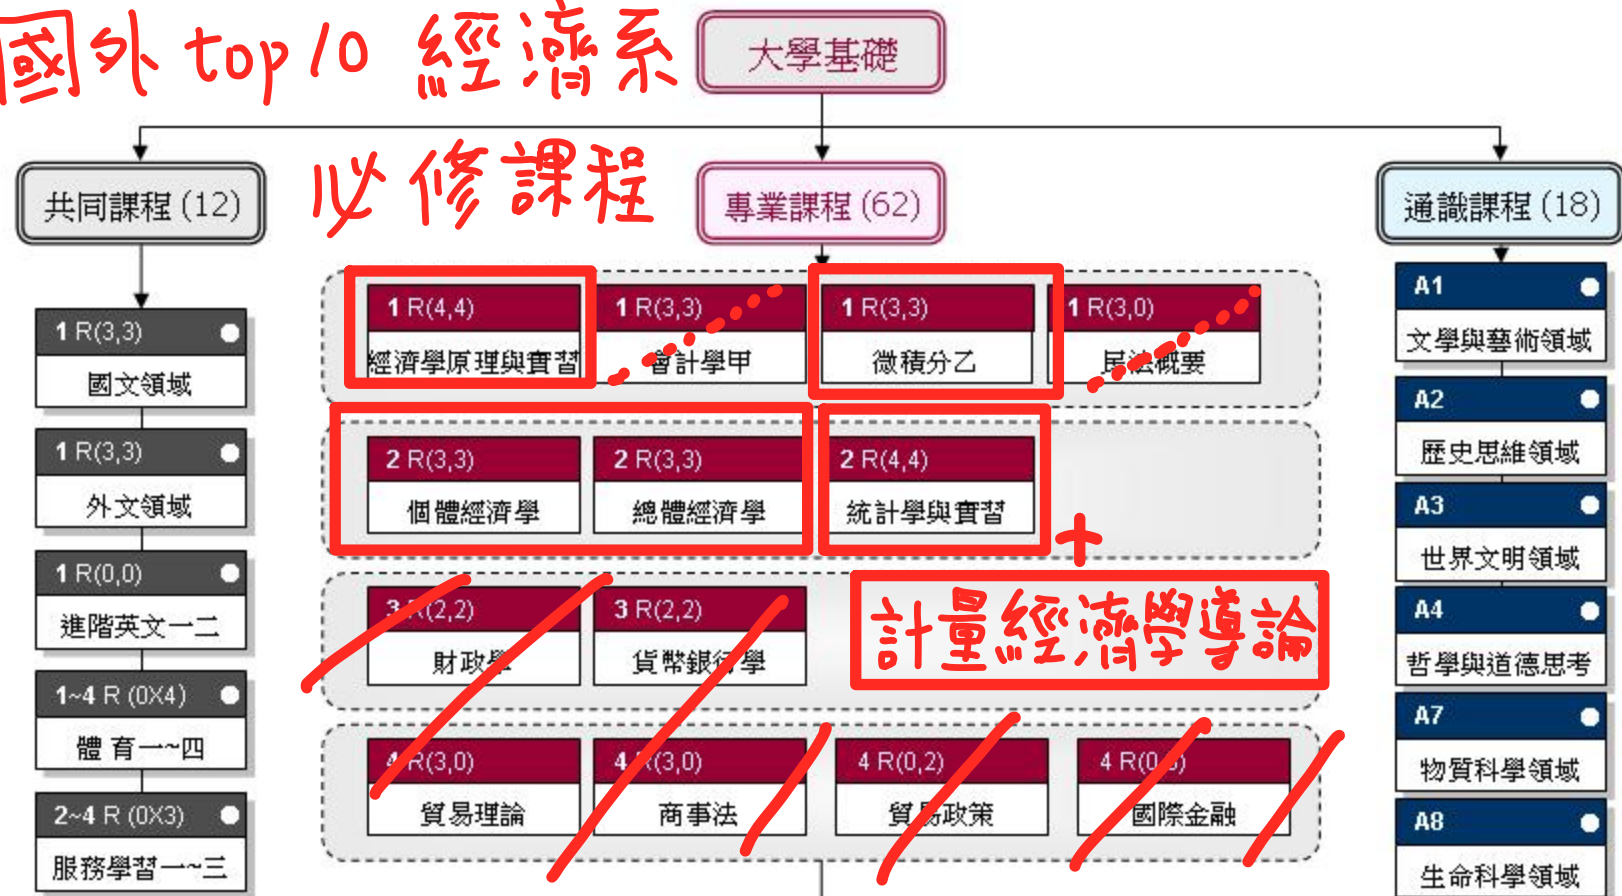 國外 top 10 經濟系
必修課程
大學基礎
共同課程 (12)
專業課程 (62)
通識課程 (18)
1 R(3,3)
國文領域
1 R(3,3)
外文領域
1 R(0,0)
進階英文一二
1~4 R (0X4)
體 育一~四
2~4 R (0X3)
服務學習一~三
1 R(4,4)
經濟學原理與實習
1 R(3,3)
會計學甲
1 R(3,3)
微積分乙
1 R(3,0)
民法概要
2 R(3,3)
個體經濟學
2 R(3,3)
總體經濟學
2 R(4,4)
統計學與實習
+
計量經濟學導論
3 R(2,2)
財政學
3 R(2,2)
貨幣銀行學
4 R(3,0)
貿易理論
4 R(3,0)
商事法
4 R(0,2)
貿易政策
國際金融
A1
文學與藝術領域
A2
歷史思維領域
A3
世界文明領域
A4
哲學與道德思考
A7
物質科學領域
A8
生命科學領域